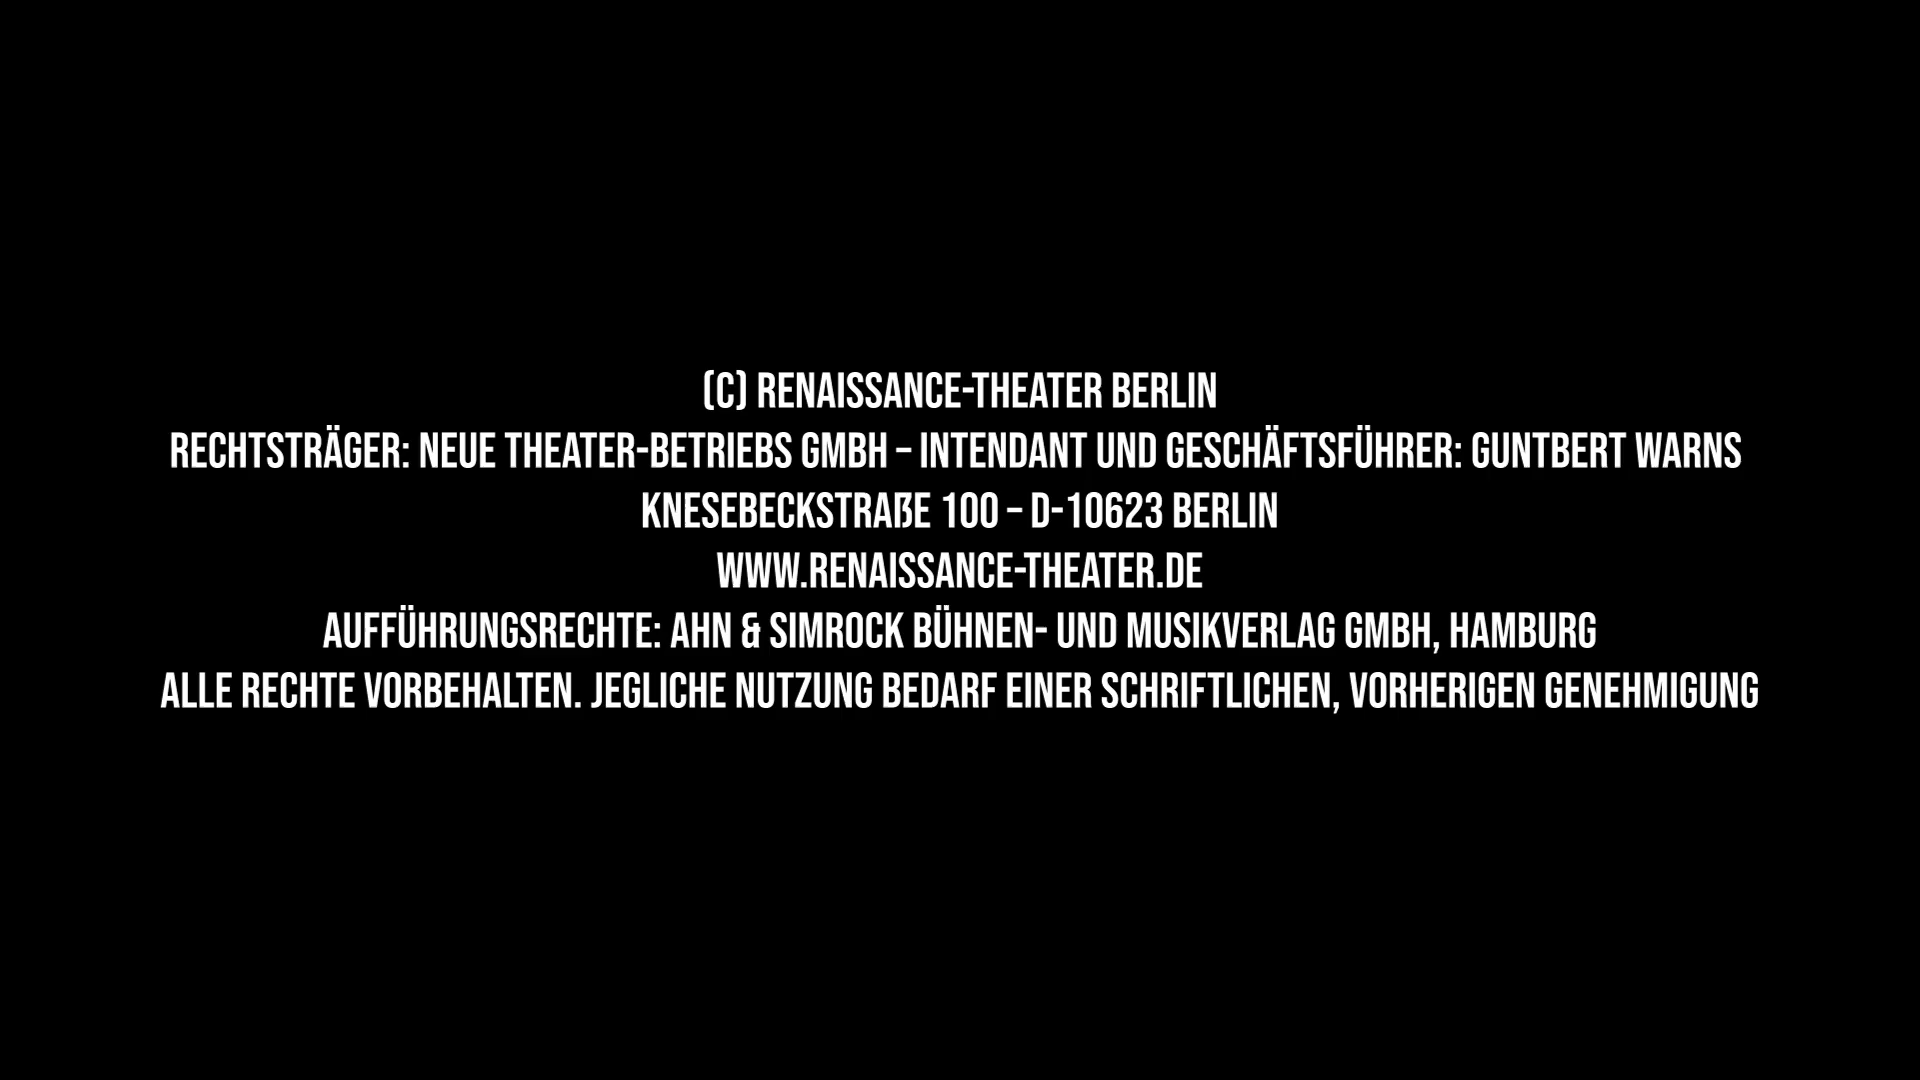 (C) RENAISSANCE-THEATER BERLIN
RECHTSTRÄGER: NEUE THEATER-BETRIEBS GMBH – INTENDANT UND GESCHÄFTSFÜHRER: GUNTBERT WARNS
KNESEBECKSTRAßE 100 – D-10623 BERLIN
WWW.RENAISSANCE-THEATER.DE
AUFFÜHRUNGSRECHTE: AHN & SIMROCK BÜHNEN- UND MUSIKVERLAG GMBH, HAMBURG
ALLE RECHTE VORBEHALTEN. JEGLICHE NUTZUNG BEDARF EINER SCHRIFTLICHEN, VORHERIGEN GENEHMIGUNG